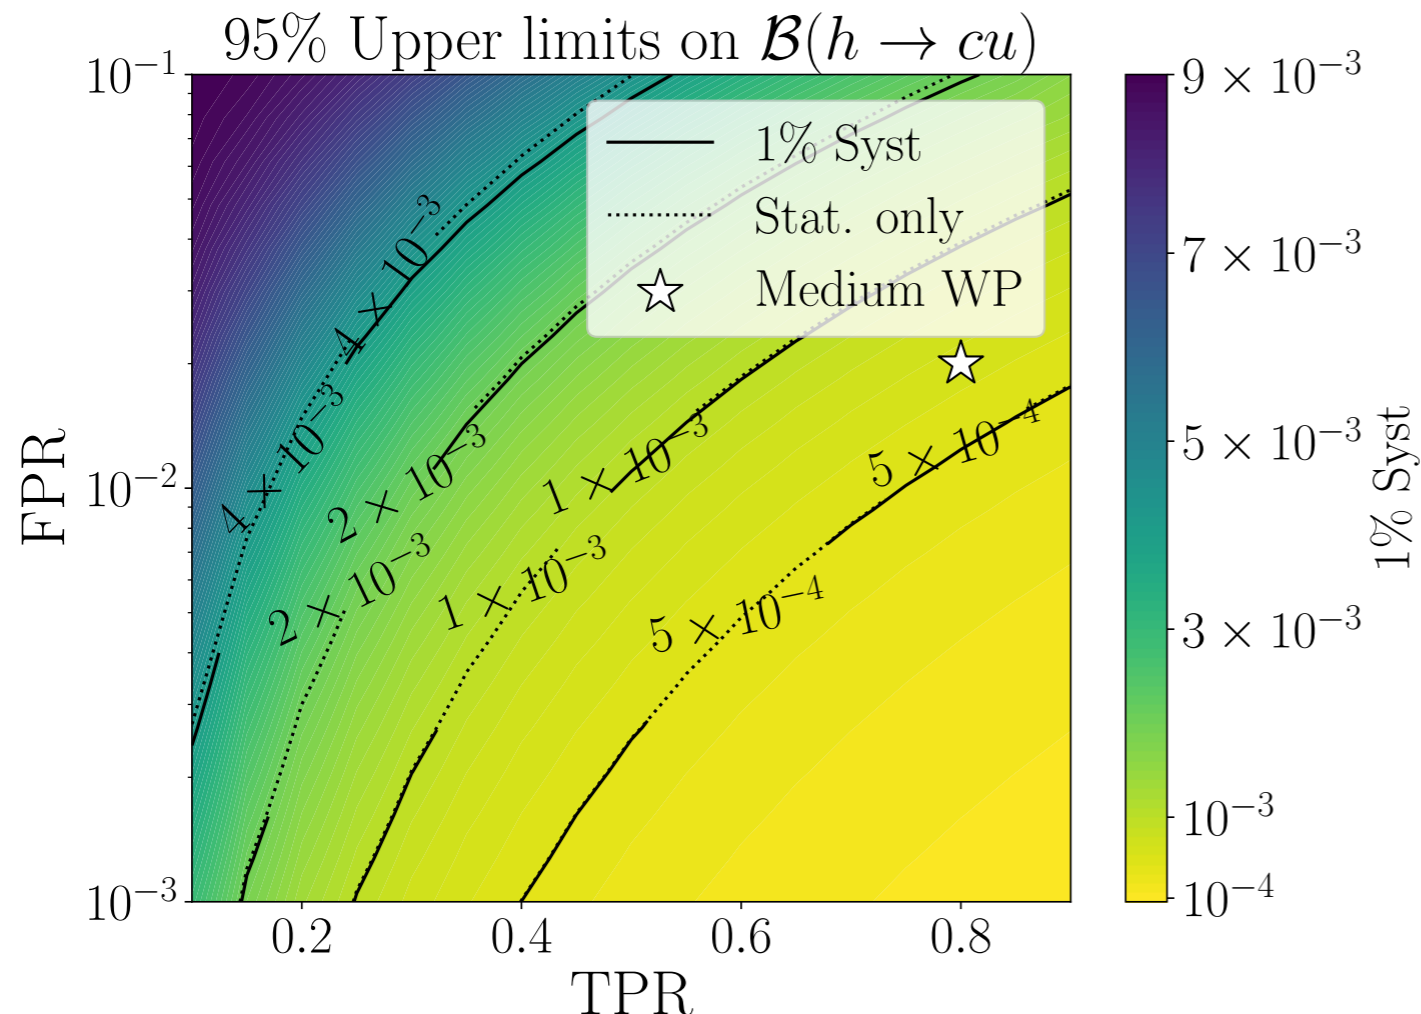 95% Upper limits on 𝓑(h → cu)
1% Syst
Stat. only
Medium WP
10⁻¹
10⁻²
10⁻³
FPR
0.2 0.4 0.6 0.8
TPR
4 × 10⁻³
4 × 10⁻³
2 × 10⁻³
2 × 10⁻³
1 × 10⁻³
1 × 10⁻³
5 × 10⁻⁴
5 × 10⁻⁴
9 × 10⁻³
7 × 10⁻³
5 × 10⁻³
3 × 10⁻³
10⁻³
10⁻⁴
1% Syst